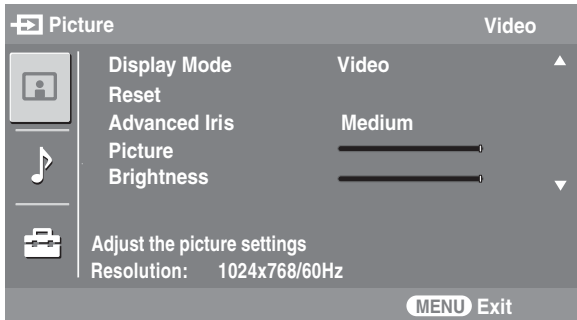 Picture Video
Display Mode Video
Reset
Advanced Iris Medium
Picture
Brightness
Adjust the picture settings
Resolution: 1024x768/60Hz
MENU Exit